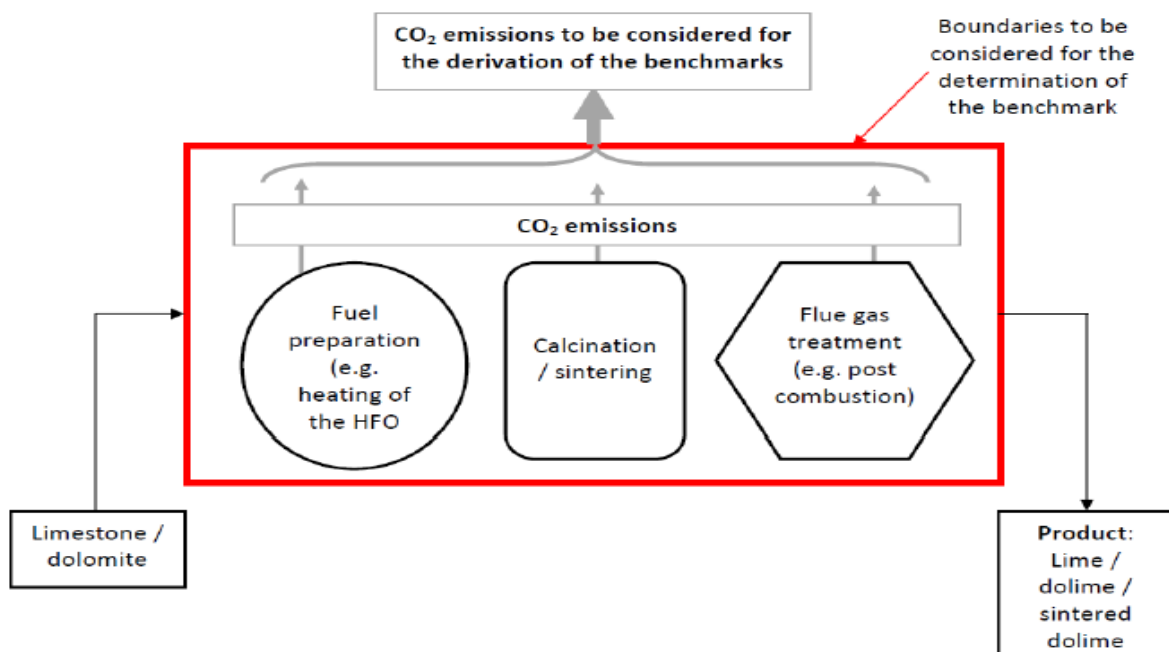 CO₂ emissions to be considered for
the derivation of the benchmarks
Boundaries to be
considered for the
determination of
the benchmark
CO₂ emissions
Fuel
preparation
(e.g.
heating of
the HFO
Calcination
/ sintering
Flue gas
treatment
(e.g. post
combustion)
Limestone /
dolomite
Product:
Lime /
dolime /
sintered
dolime